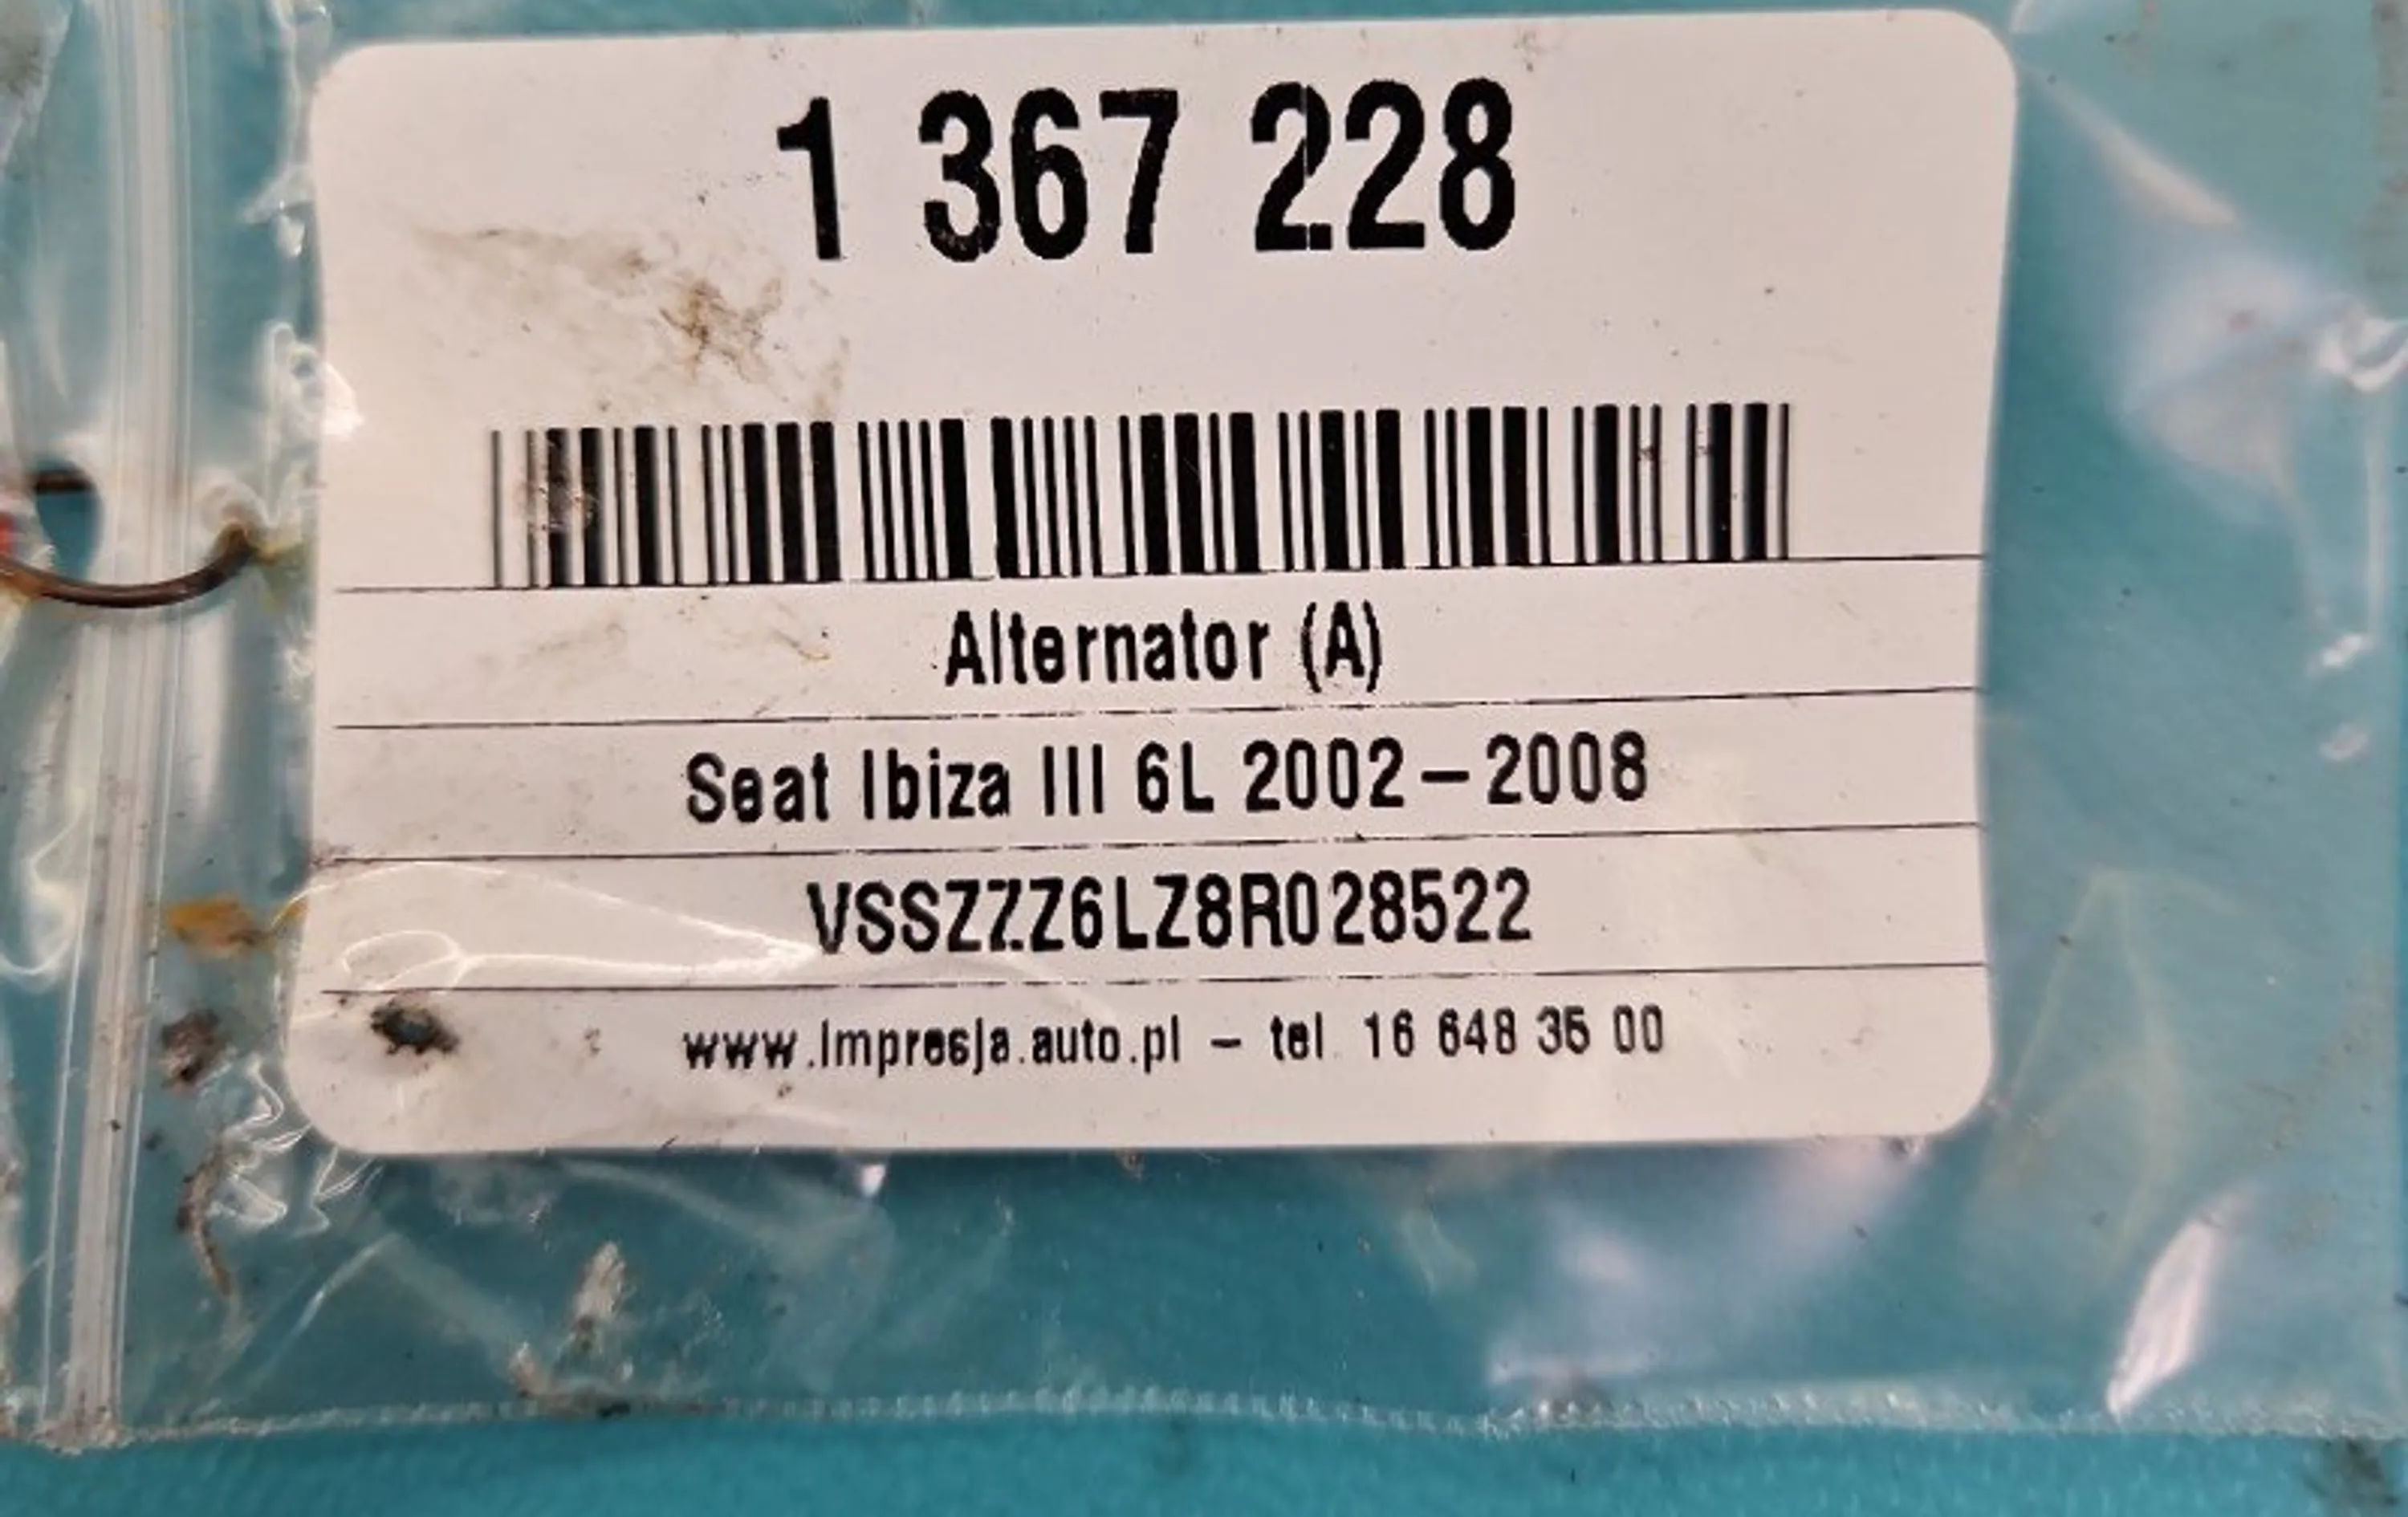 1 367 228
Alternator (A)
Seat Ibiza III 6L 2002-2008
VSSZZZ6LZ8R028522
www.impresja.auto.pl - tel. 16 648 35 00